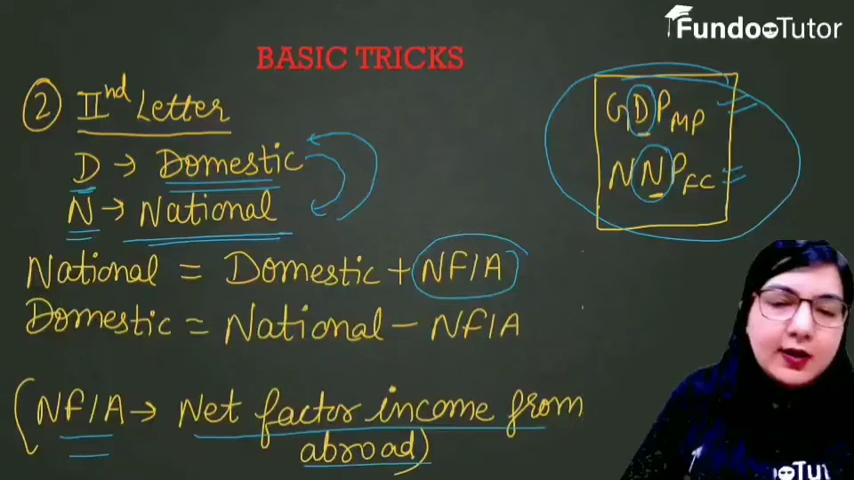 FundooTutor
BASIC TRICKS
② IInd Letter
D → Domestic
N → National
National = Domestic + NFIA
Domestic = National - NFIA
(NFIA → Net factor income from
abroad)
GDPMP
NNPFC
ooTu